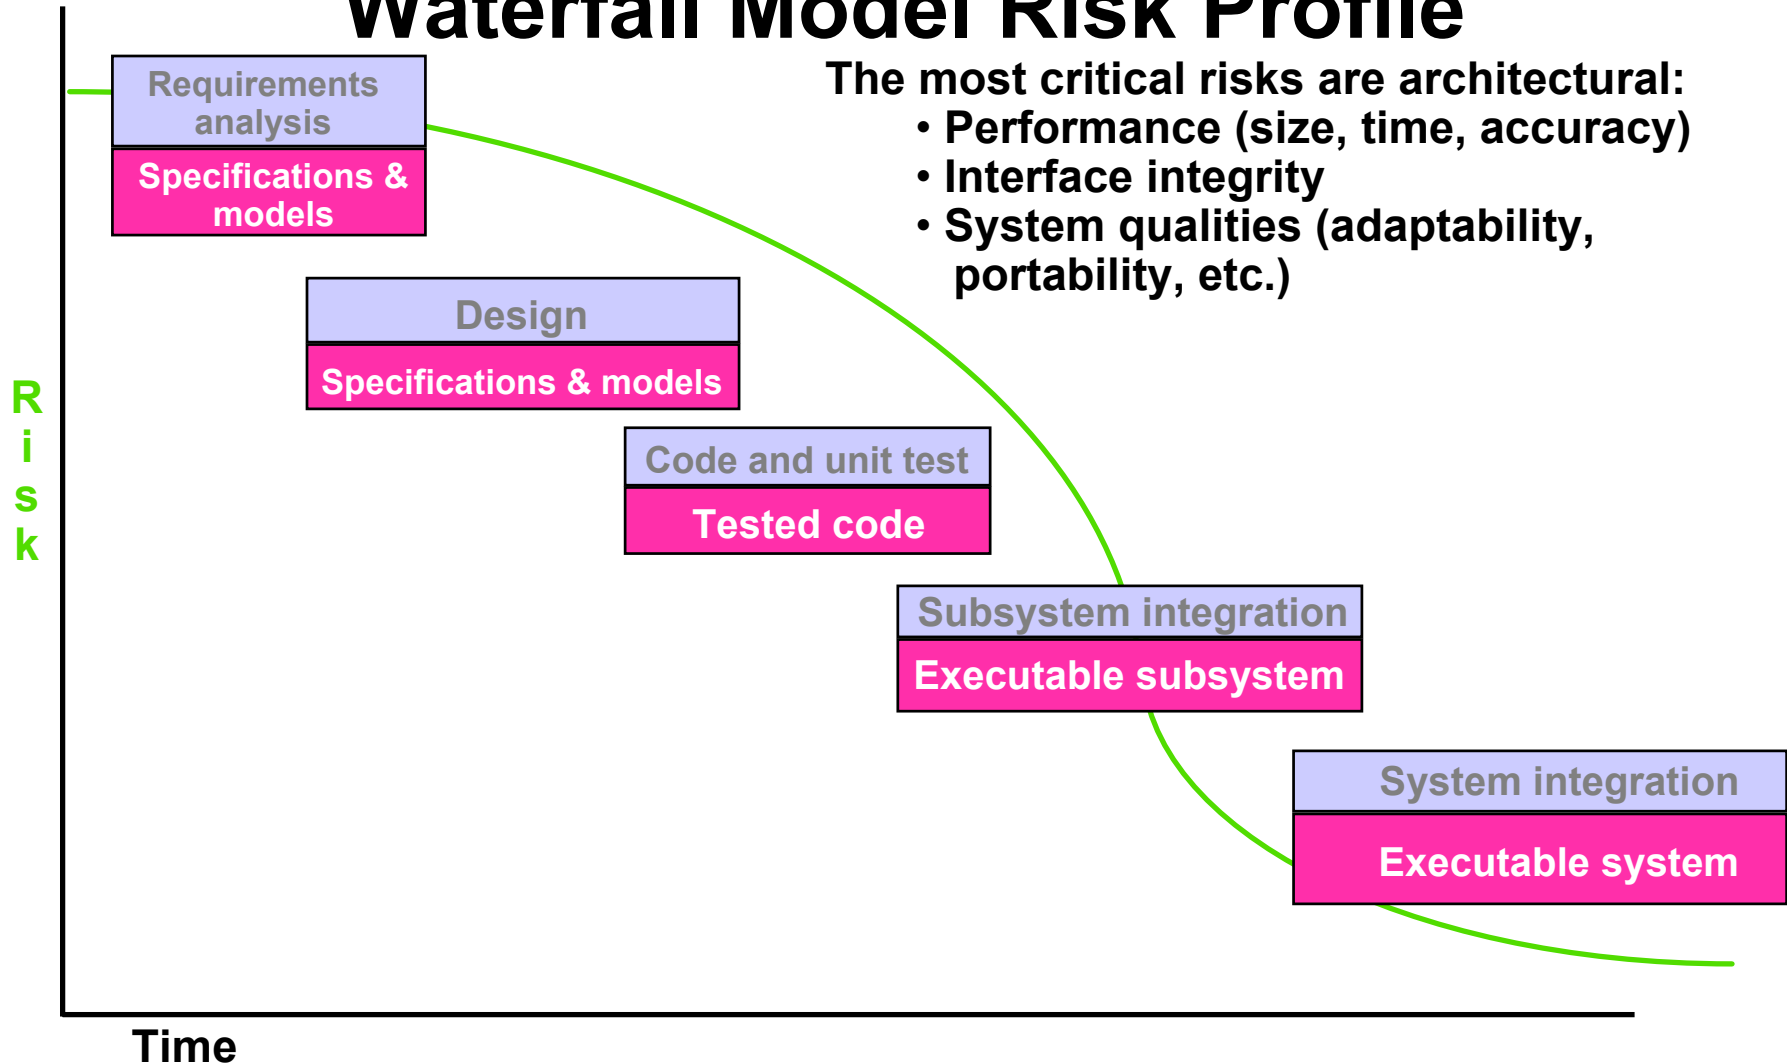 Waterfall Model Risk Profile
The most critical risks are architectural:
• Performance (size, time, accuracy)
• Interface integrity
• System qualities (adaptability,
portability, etc.)
Requirements
analysis
Specifications &
models
Design
Specifications & models
Code and unit test
Tested code
Subsystem integration
Executable subsystem
System integration
Executable system
R
i
s
k
Time